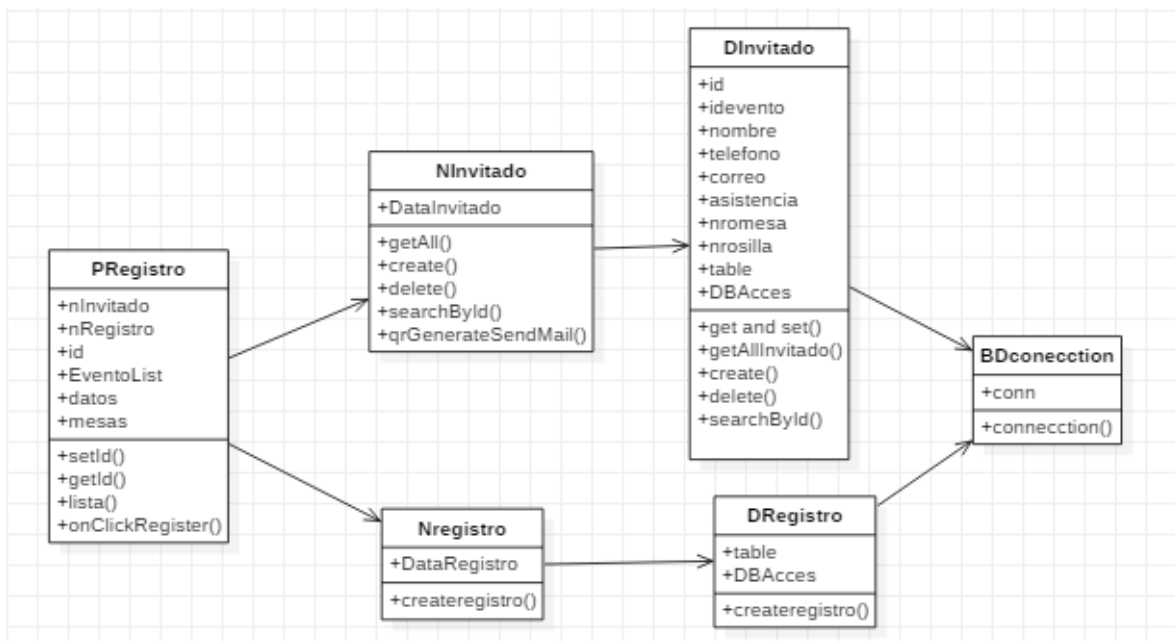 DInvitado
+id
+idevento
+nombre
+telefono
+correo
+asistencia
+nromesa
+nrosilla
+table
+DBAcces
+get and set()
+getAllInvitado()
+create()
+delete()
+searchById()
NInvitado
+DataInvitado
+getAll()
+create()
+delete()
+searchById()
+qrGenerateSendMail()
PRegistro
+nInvitado
+nRegistro
+id
+EventoList
+datos
+mesas
+setId()
+getId()
+lista()
+onClickRegister()
BDconecction
+conn
+connecction()
Nregistro
+DataRegistro
+createregistro()
DRegistro
+table
+DBAcces
+createregistro()